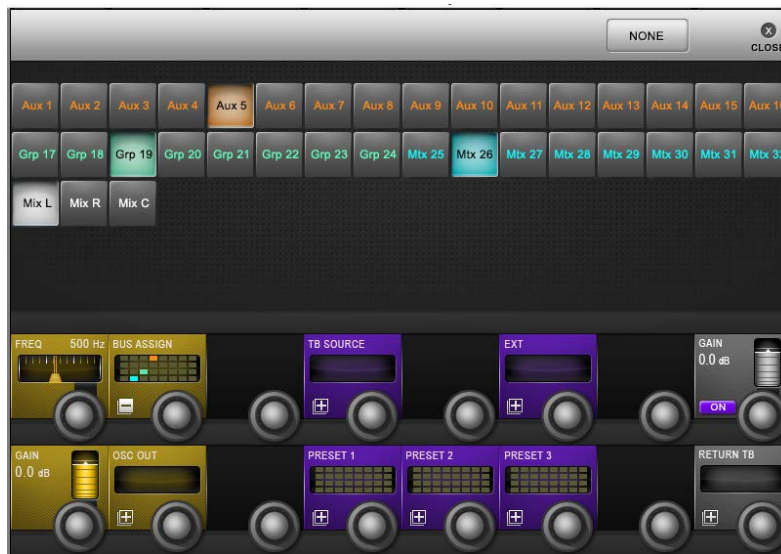 NONE
X
CLOSE
Aux 1 Aux 2 Aux 3 Aux 4 Aux 5 Aux 6 Aux 7 Aux 8 Aux 9 Aux 10 Aux 11 Aux 12 Aux 13 Aux 14 Aux 15 Aux 16
Grp 17 Grp 18 Grp 19 Grp 20 Grp 21 Grp 22 Grp 23 Grp 24 Mtx 25 Mtx 26 Mtx 27 Mtx 28 Mtx 29 Mtx 30 Mtx 31 Mtx 32
Mix L Mix R Mix C
FREQ 500 Hz BUS ASSIGN TB SOURCE EXT GAIN
0.0 dB
ON
GAIN OSC OUT PRESET 1 PRESET 2 PRESET 3 RETURN TB
0.0 dB